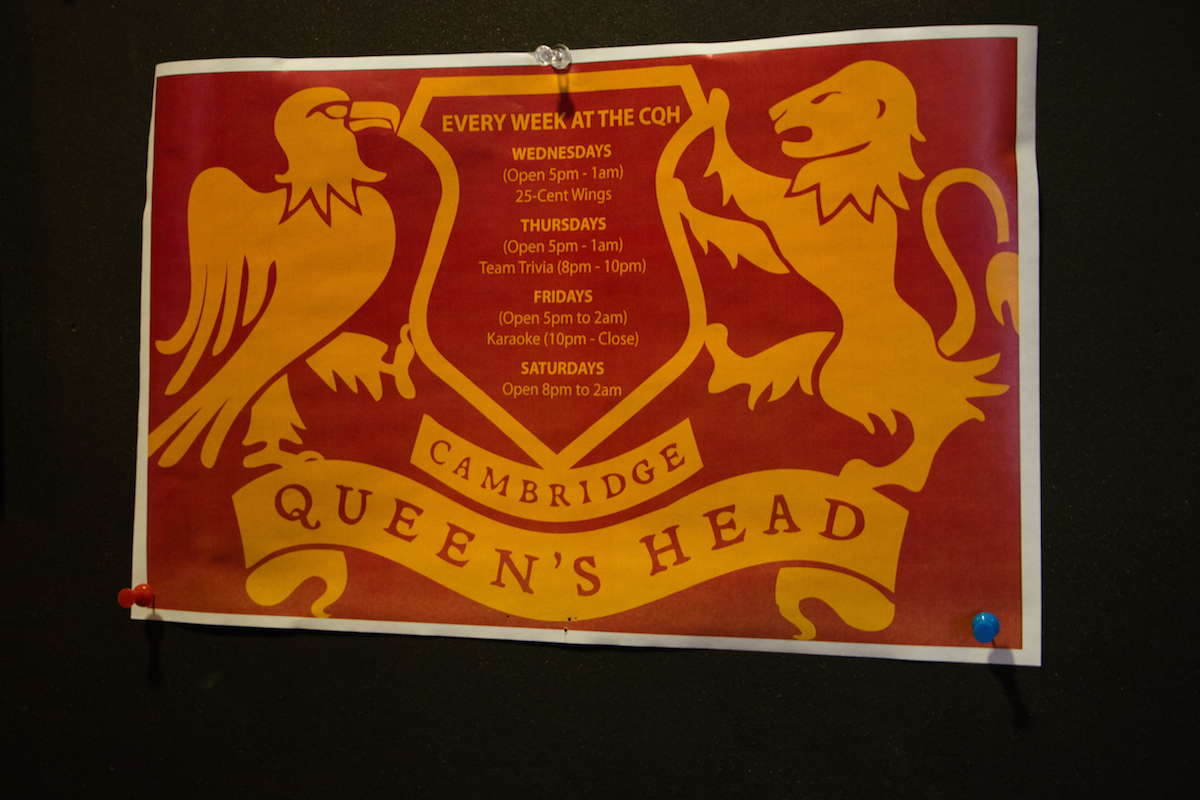 EVERY WEEK AT THE CQH
WEDNESDAYS
(Open 5pm - 1am)
25-Cent Wings
THURSDAYS
(Open 5pm - 1am)
Team Trivia (8pm - 10pm)
FRIDAYS
(Open 5pm to 2am)
Karaoke (10pm - Close)
SATURDAYS
Open 8pm to 2am
CAMBRIDGE
QUEEN'S HEAD